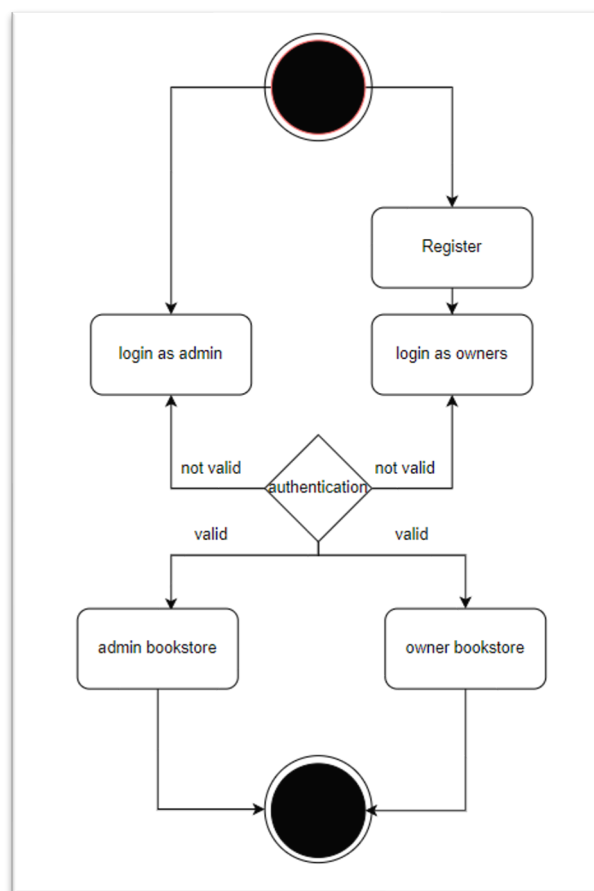 Register
login as admin
login as owners
not valid
not valid
authentication
valid
valid
admin bookstore
owner bookstore